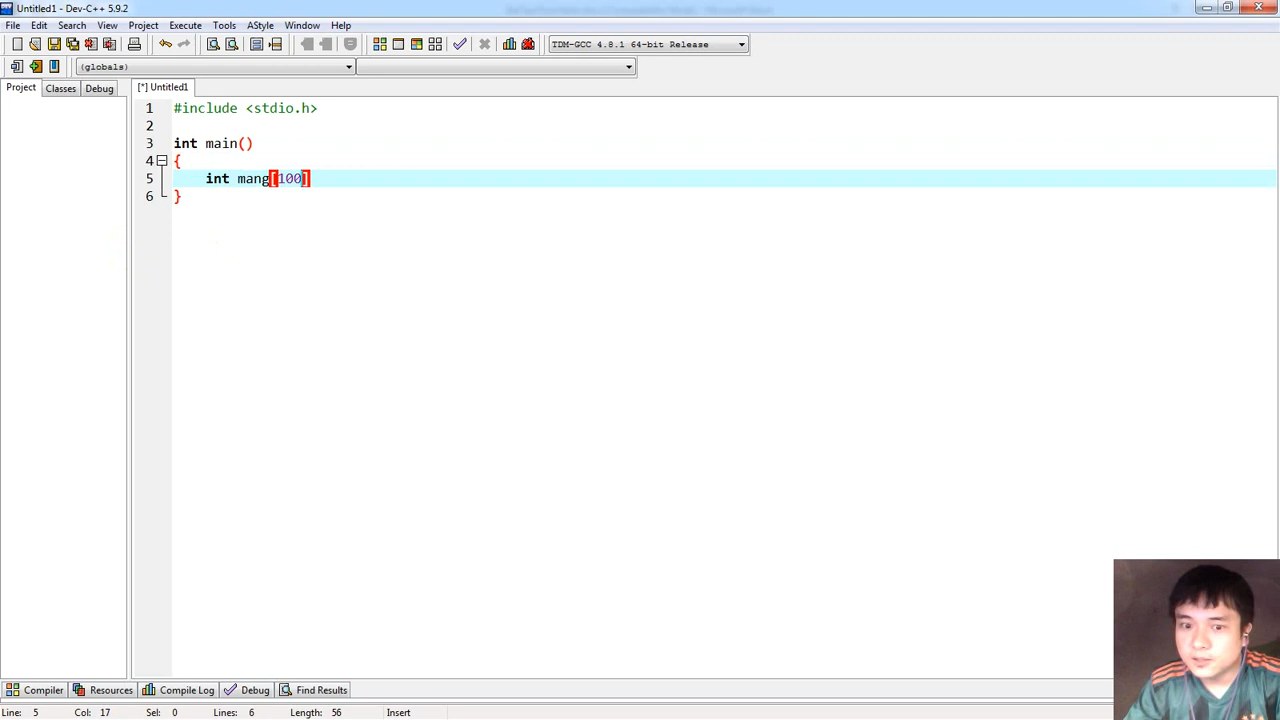 Untitled1 - Dev-C++ 5.9.2
File Edit Search View Project Execute Tools AStyle Window Help
TDM-GCC 4.8.1 64-bit Release
(globals)
Project Classes Debug [*] Untitled1
1 #include <stdio.h>
2
3 int main()
4 {
5 int mang[100]
6 }
Compiler Resources Compile Log Debug Find Results
Line: 5 Col: 17 Sel: 0 Lines: 6 Length: 56 Insert